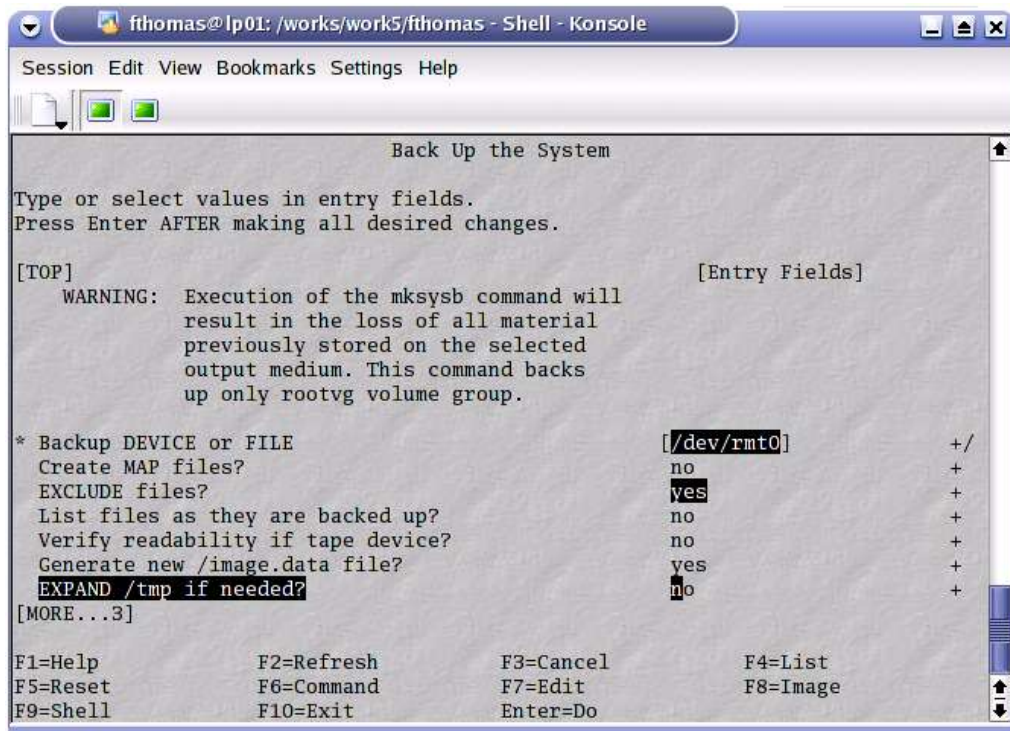 fthomas@lp01: /works/work5/fthomas - Shell - Konsole
Session Edit View Bookmarks Settings Help
Back Up the System
Type or select values in entry fields.
Press Enter AFTER making all desired changes.
[TOP] [Entry Fields]
WARNING: Execution of the mksysb command will
result in the loss of all material
previously stored on the selected
output medium. This command backs
up only rootvg volume group.
* Backup DEVICE or FILE [/dev/rmt0] +/
Create MAP files? no +
EXCLUDE files? yes +
List files as they are backed up? no +
Verify readability if tape device? no +
Generate new /image.data file? yes +
EXPAND /tmp if needed? no +
[MORE...3]
F1=Help F2=Refresh F3=Cancel F4=List
F5=Reset F6=Command F7=Edit F8=Image
F9=Shell F10=Exit Enter=Do